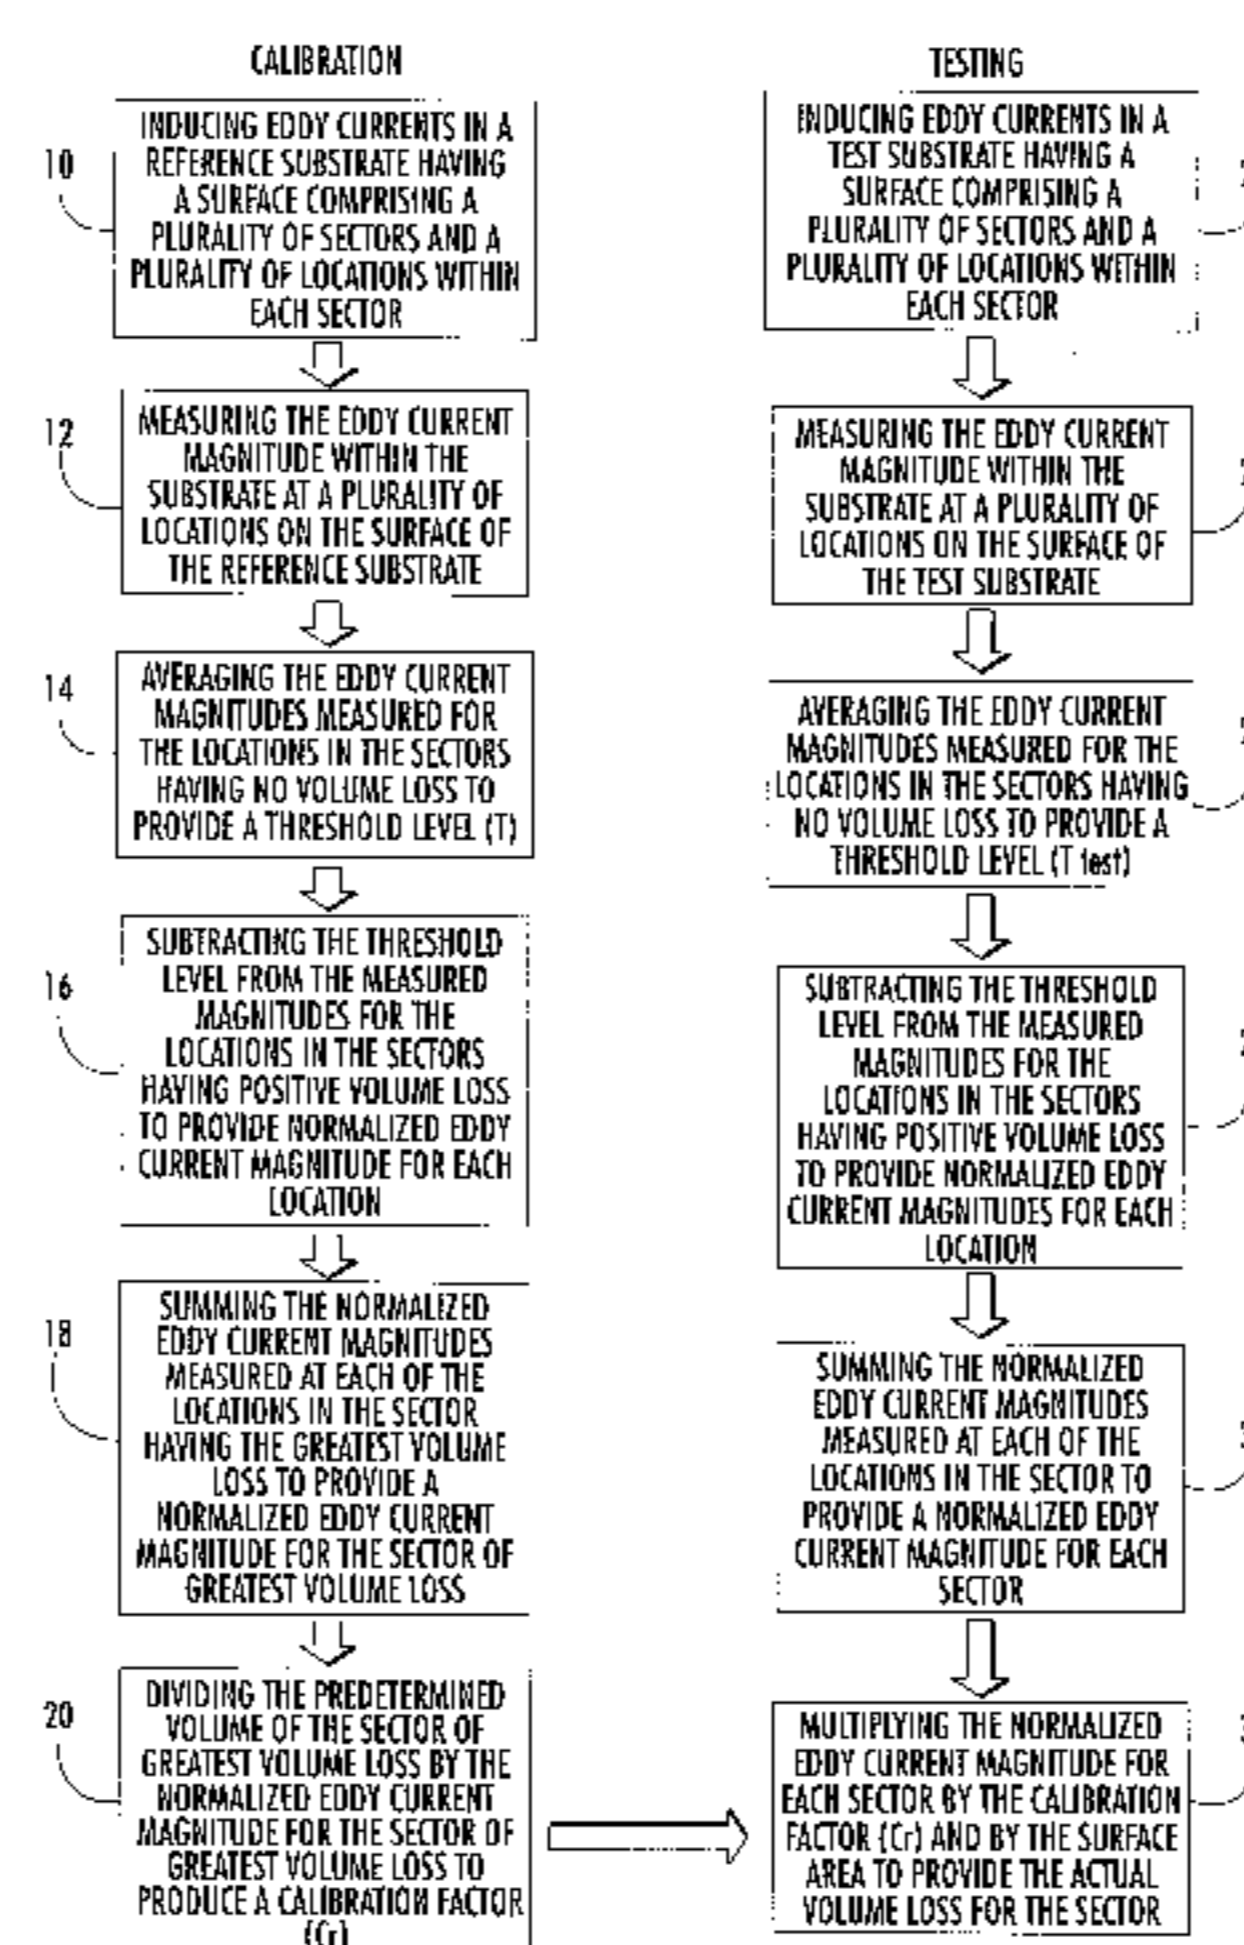 CALIBRATION
10
INDUCING EDDY CURRENTS IN A
REFERENCE SUBSTRATE HAVING
A SURFACE COMPRISING A
PLURALITY OF SECTORS AND A
PLURALITY OF LOCATIONS WITHIN
EACH SECTOR
12
MEASURING THE EDDY CURRENT
MAGNITUDE WITHIN THE
SUBSTRATE AT A PLURALITY OF
LOCATIONS ON THE SURFACE OF
THE REFERENCE SUBSTRATE
14
AVERAGING THE EDDY CURRENT
MAGNITUDES MEASURED FOR
THE LOCATIONS IN THE SECTORS
HAVING NO VOLUME LOSS TO
PROVIDE A THRESHOLD LEVEL (T)
16
SUBTRACTING THE THRESHOLD
LEVEL FROM THE MEASURED
MAGNITUDES FOR THE
LOCATIONS IN THE SECTORS
HAVING POSITIVE VOLUME LOSS
TO PROVIDE NORMALIZED EDDY
CURRENT MAGNITUDE FOR EACH
LOCATION
18
SUMMING THE NORMALIZED
EDDY CURRENT MAGNITUDES
MEASURED AT EACH OF THE
LOCATIONS IN THE SECTOR
HAVING THE GREATEST VOLUME
LOSS TO PROVIDE A
NORMALIZED EDDY CURRENT
MAGNITUDE FOR THE SECTOR OF
GREATEST VOLUME LOSS
20
DIVIDING THE PREDETERMINED
VOLUME OF THE SECTOR OF
GREATEST VOLUME LOSS BY THE
NORMALIZED EDDY CURRENT
MAGNITUDE FOR THE SECTOR OF
GREATEST VOLUME LOSS TO
PRODUCE A CALIBRATION FACTOR
(Cr)
TESTING
INDUCING EDDY CURRENTS IN A
TEST SUBSTRATE HAVING A
SURFACE COMPRISING A
PLURALITY OF SECTORS AND A
PLURALITY OF LOCATIONS WITHIN
EACH SECTOR
MEASURING THE EDDY CURRENT
MAGNITUDE WITHIN THE
SUBSTRATE AT A PLURALITY OF
LOCATIONS ON THE SURFACE OF
THE TEST SUBSTRATE
AVERAGING THE EDDY CURRENT
MAGNITUDES MEASURED FOR THE
LOCATIONS IN THE SECTORS HAVING
NO VOLUME LOSS TO PROVIDE A
THRESHOLD LEVEL (T test)
SUBTRACTING THE THRESHOLD
LEVEL FROM THE MEASURED
MAGNITUDES FOR THE
LOCATIONS IN THE SECTORS
HAVING POSITIVE VOLUME LOSS
TO PROVIDE NORMALIZED EDDY
CURRENT MAGNITUDES FOR EACH
LOCATION
SUMMING THE NORMALIZED
EDDY CURRENT MAGNITUDES
MEASURED AT EACH OF THE
LOCATIONS IN THE SECTOR TO
PROVIDE A NORMALIZED EDDY
CURRENT MAGNITUDE FOR EACH
SECTOR
MULTIPLYING THE NORMALIZED
EDDY CURRENT MAGNITUDE FOR
EACH SECTOR BY THE CALIBRATION
FACTOR (Cr) AND BY THE SURFACE
AREA TO PROVIDE THE ACTUAL
VOLUME LOSS FOR THE SECTOR